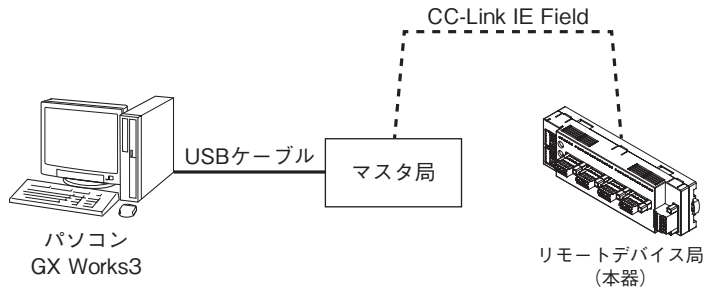 CC-Link IE Field
USBケーブル
マスタ局
パソコン
GX Works3
リモートデバイス局
（本器）